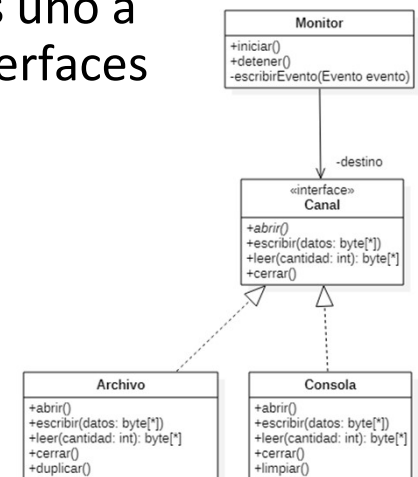 s uno a
erfaces
Monitor
+iniciar()
+detener()
-escribirEvento(Evento evento)
-destino
«interface»
Canal
+abrir()
+escribir(datos: byte[*])
+leer(cantidad: int): byte[*]
+cerrar()
Archivo
+abrir()
+escribir(datos: byte[*])
+leer(cantidad: int): byte[*]
+cerrar()
+duplicar()
Consola
+abrir()
+escribir(datos: byte[*])
+leer(cantidad: int): byte[*]
+cerrar()
+limpiar()